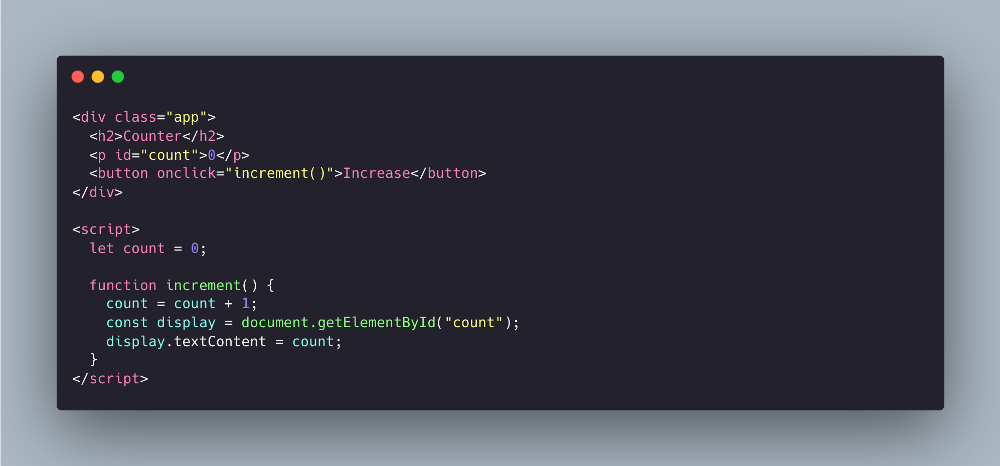 <div class="app">
  <h2>Counter</h2>
  <p id="count">0</p>
  <button onclick="increment()">Increase</button>
</div>

<script>
  let count = 0;

  function increment() {
    count = count + 1;
    const display = document.getElementById("count");
    display.textContent = count;
  }
</script>